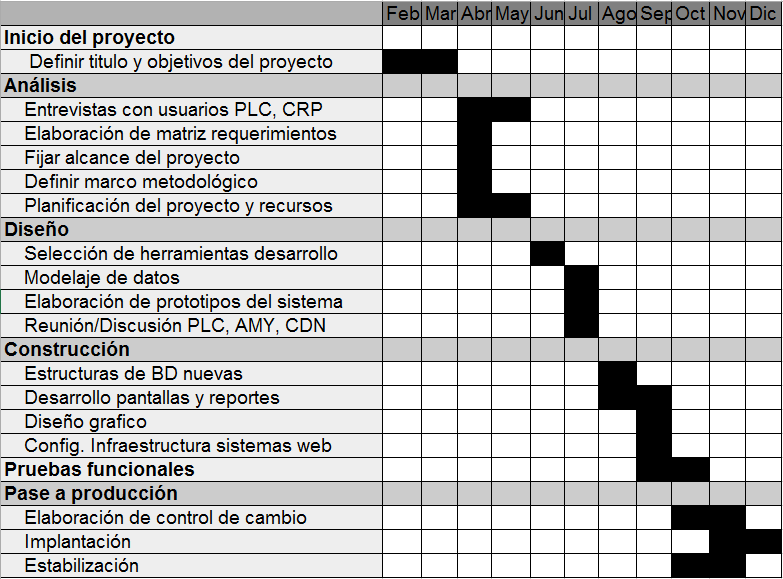 Feb Mar Abr May Jun Jul Ago Sep Oct Nov Dic
Inicio del proyecto
Definir titulo y objetivos del proyecto
Análisis
Entrevistas con usuarios PLC, CRP
Elaboración de matriz requerimientos
Fijar alcance del proyecto
Definir marco metodológico
Planificación del proyecto y recursos
Diseño
Selección de herramientas desarrollo
Modelaje de datos
Elaboración de prototipos del sistema
Reunión/Discusión PLC, AMY, CDN
Construcción
Estructuras de BD nuevas
Desarrollo pantallas y reportes
Diseño grafico
Config. Infraestructura sistemas web
Pruebas funcionales
Pase a producción
Elaboración de control de cambio
Implantación
Estabilización